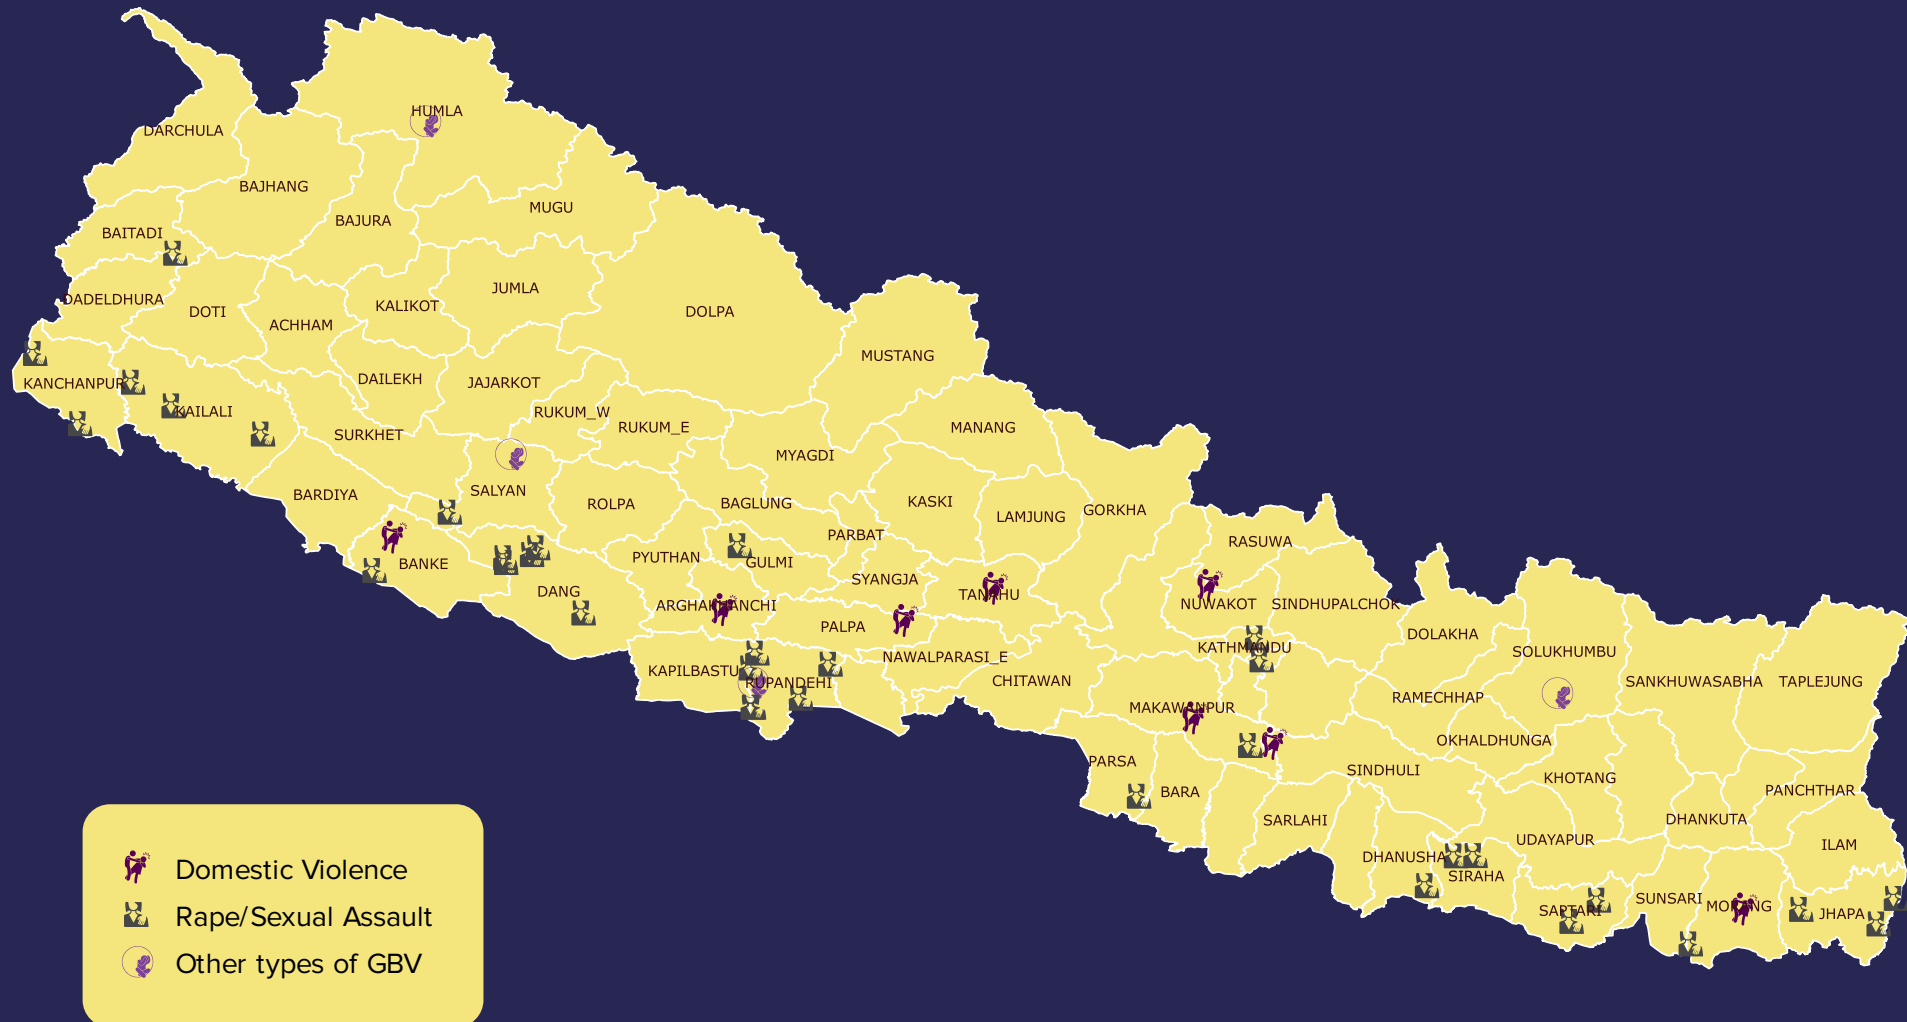 HUMLA
DARCHULA
BAJHANG
MUGU
BAJURA
BAITADI
JUMLA
DADELDHURA
KALIKOT
DOTI
DOLPA
ACHHAM
MUSTANG
DAILEKH
JAJARKOT
KANCHANPUR
KAILALI
RUKUM_W
RUKUM_E
MANANG
SURKHET
MYAGDI
SALYAN
BARDIYA
KASKI
BAGLUNG
ROLPA
GORKHA
LAMJUNG
PARBAT
RASUWA
PYUTHAN
GULMI
BANKE
SYANGJA
DANG
TANAHU
NUWAKOT
SINDHUPALCHOK
ARGHAKHANCHI
PALPA
DOLAKHA
KATHMANDU
SOLUKHUMBU
NAWALPARASI_E
KAPILBASTU
CHITAWAN
SANKHUWASABHA
TAPLEJUNG
RUPANDEHI
RAMECHHAP
MAKAWANPUR
OKHALDHUNGA
PARSA
SINDHULI
KHOTANG
PANCHTHAR
BARA
DHANKUTA
SARLAHI
UDAYAPUR
ILAM
DHANUSHA
SIRAHA
SUNSARI
MORANG
SAPTARI
JHAPA
Domestic Violence
Rape/Sexual Assault
Other types of GBV